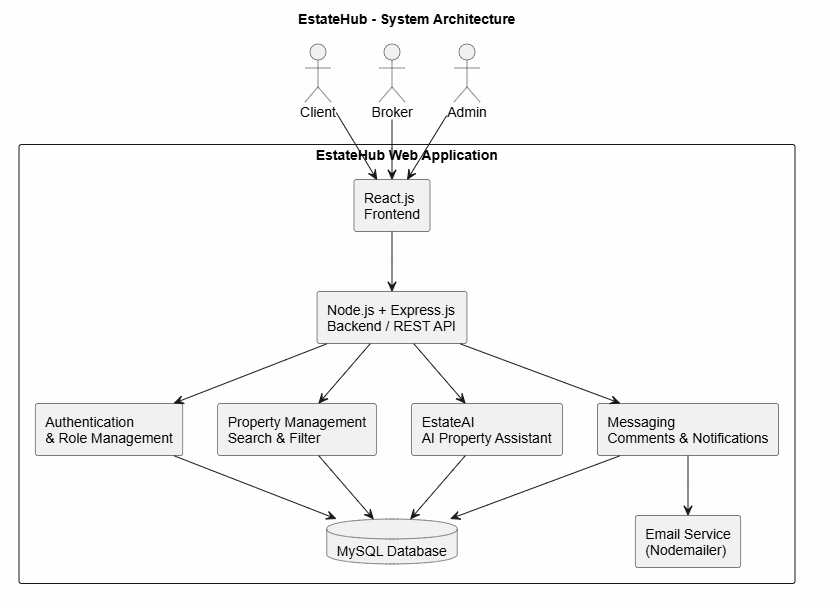 EstateHub - System Architecture
Client
Broker
Admin
EstateHub Web Application
React.js
Frontend
Node.js + Express.js
Backend / REST API
Authentication
& Role Management
Property Management
Search & Filter
EstateAI
AI Property Assistant
Messaging
Comments & Notifications
MySQL Database
Email Service
(Nodemailer)